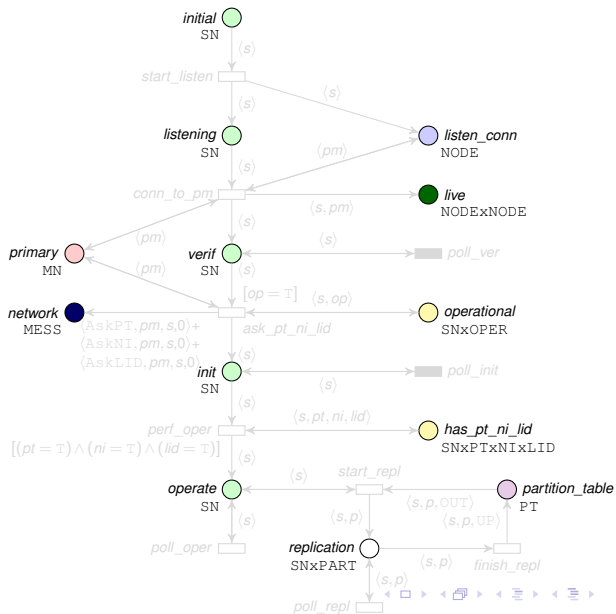 initial
SN
⟨s⟩
start_listen
⟨s⟩
⟨s⟩
listening
SN
listen_conn
NODE
⟨s⟩
⟨pm⟩
conn_to_pm
live
NODExNODE
⟨s,pm⟩
⟨pm⟩
⟨s⟩
⟨s⟩
primary
MN
⟨pm⟩
verif
SN
poll_ver
⟨s⟩
[op = T]
⟨s,op⟩
network
MESS
operational
SNxOPER
⟨AskPT,pm,s,0⟩+
⟨AskNI,pm,s,0⟩+
⟨AskLID,pm,s,0⟩
ask_pt_ni_lid
⟨s⟩
init
SN
poll_init
⟨s⟩
⟨s⟩
⟨s,pt,ni,lid⟩
perf_oper
has_pt_ni_lid
SNxPTxNIxLID
[(pt = T)∧(ni = T)∧(lid = T)]
⟨s⟩
⟨s⟩
start_repl
operate
SN
partition_table
PT
⟨s,p,OUT⟩
⟨s⟩
⟨s,p⟩
⟨s,p,UP⟩
poll_oper
replication
SNxPART
⟨s,p⟩
finish_repl
⟨s,p⟩
poll_repl